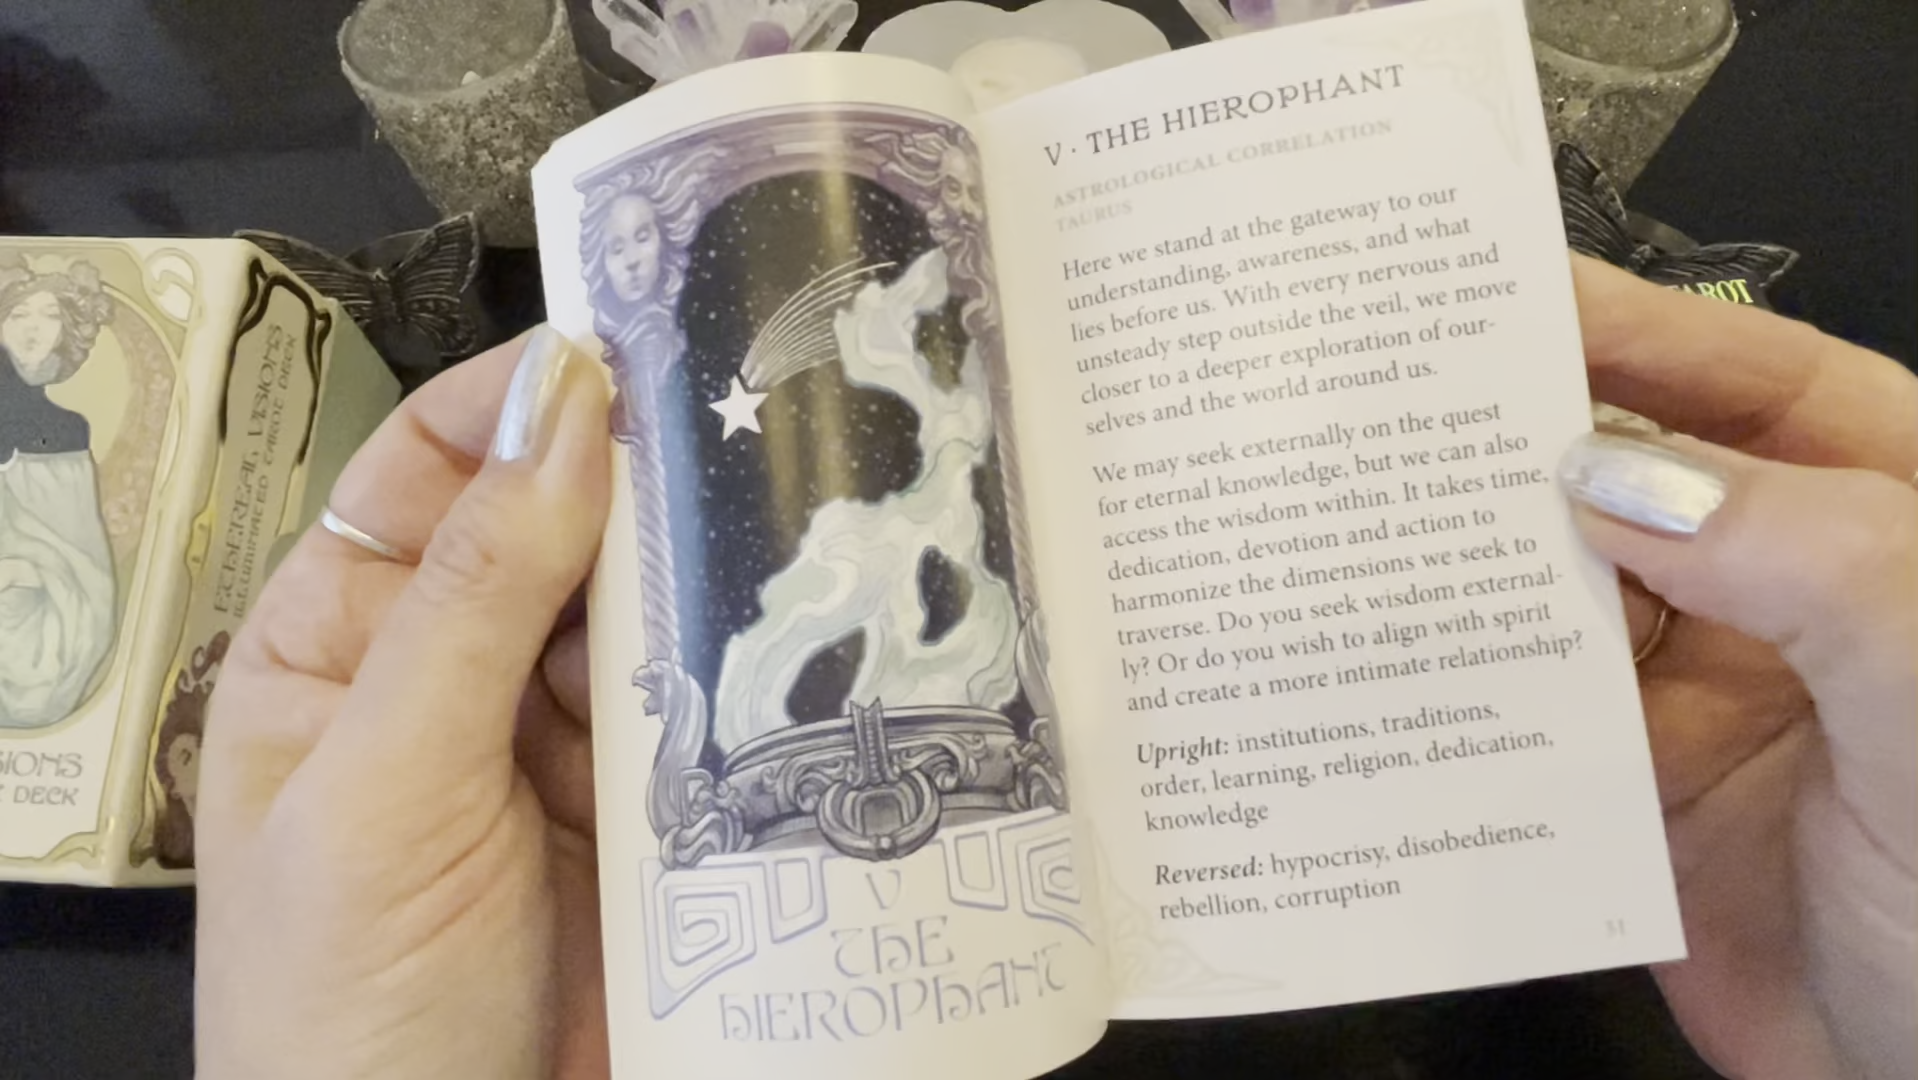 V · THE HIEROPHANT
ASTROLOGICAL CORRELATION
TAURUS
Here we stand at the gateway to our
understanding, awareness, and what
lies before us. With every nervous and
unsteady step outside the veil, we move
closer to a deeper exploration of our-
selves and the world around us.
We may seek externally on the quest
for eternal knowledge, but we can also
access the wisdom within. It takes time,
dedication, devotion and action to
harmonize the dimensions we seek to
traverse. Do you seek wisdom external-
ly? Or do you wish to align with spirit
and create a more intimate relationship?
Upright: institutions, traditions,
order, learning, religion, dedication,
knowledge
Reversed: hypocrisy, disobedience,
rebellion, corruption
31
V
THE
HIEROPHANT
ETHEREAL VISIONS
ILLUMINATED TAROT DECK
SIONS
DECK
TAROT